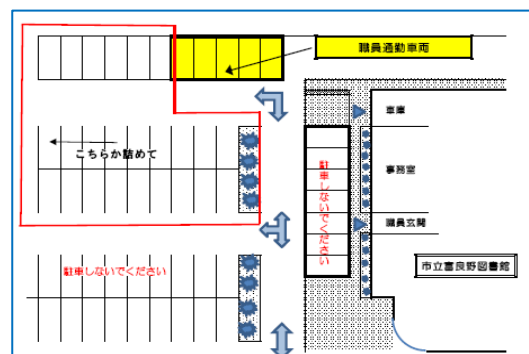 職員通勤車両
車庫
こちらか詰めて
事務室
駐車しないでください
職員玄関
市立富良野図書館
駐車しないでください